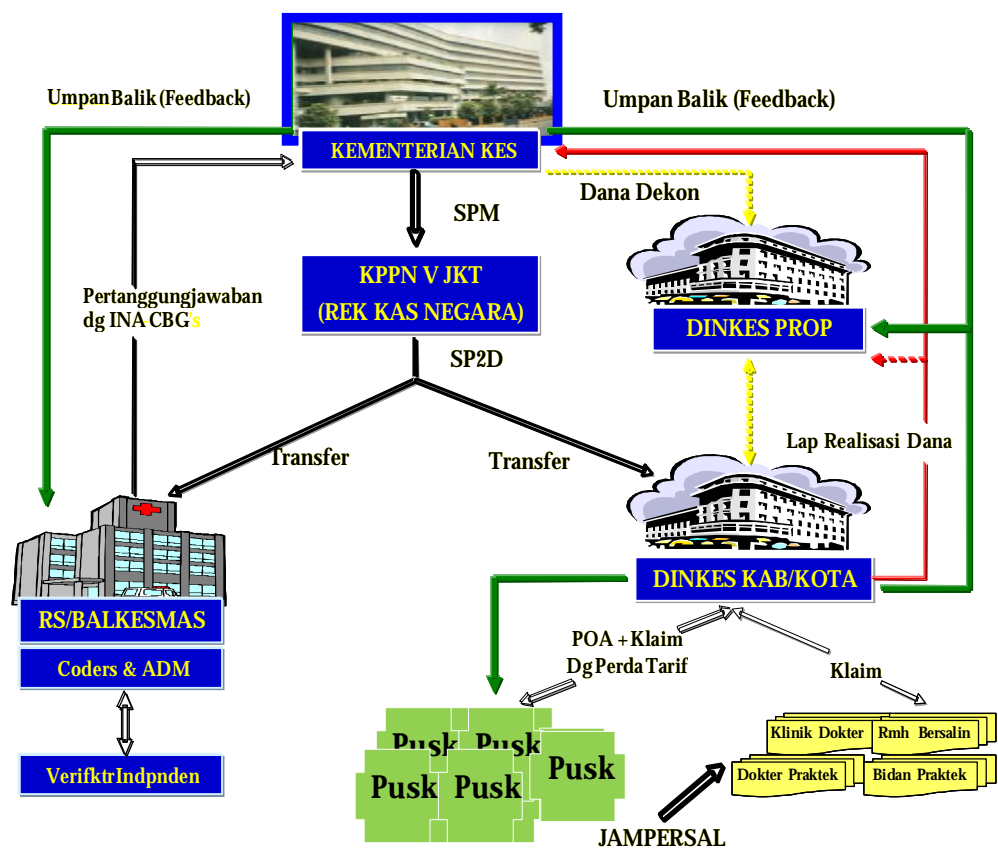 Umpan Balik (Feedback)
Umpan Balik (Feedback)
KEMENTERIAN KES
Dana Dekon
SPM
KPPN V JKT
(REK KAS NEGARA)
Pertanggungjawaban
dg INA CBG's
DINKES PROP
SP2D
Lap Realisasi Dana
Transfer
Transfer
DINKES KAB/KOTA
RS/BALKESMAS
POA + Klaim
Dg Perda Tarif
Coders & ADM
Klaim
Pusk
Pusk
Klinik Dokter
Rmh Bersalin
VerifktrIndpnden
Pusk
Pusk
Pusk
Dokter Praktek
Bidan Praktek
JAMPERSAL